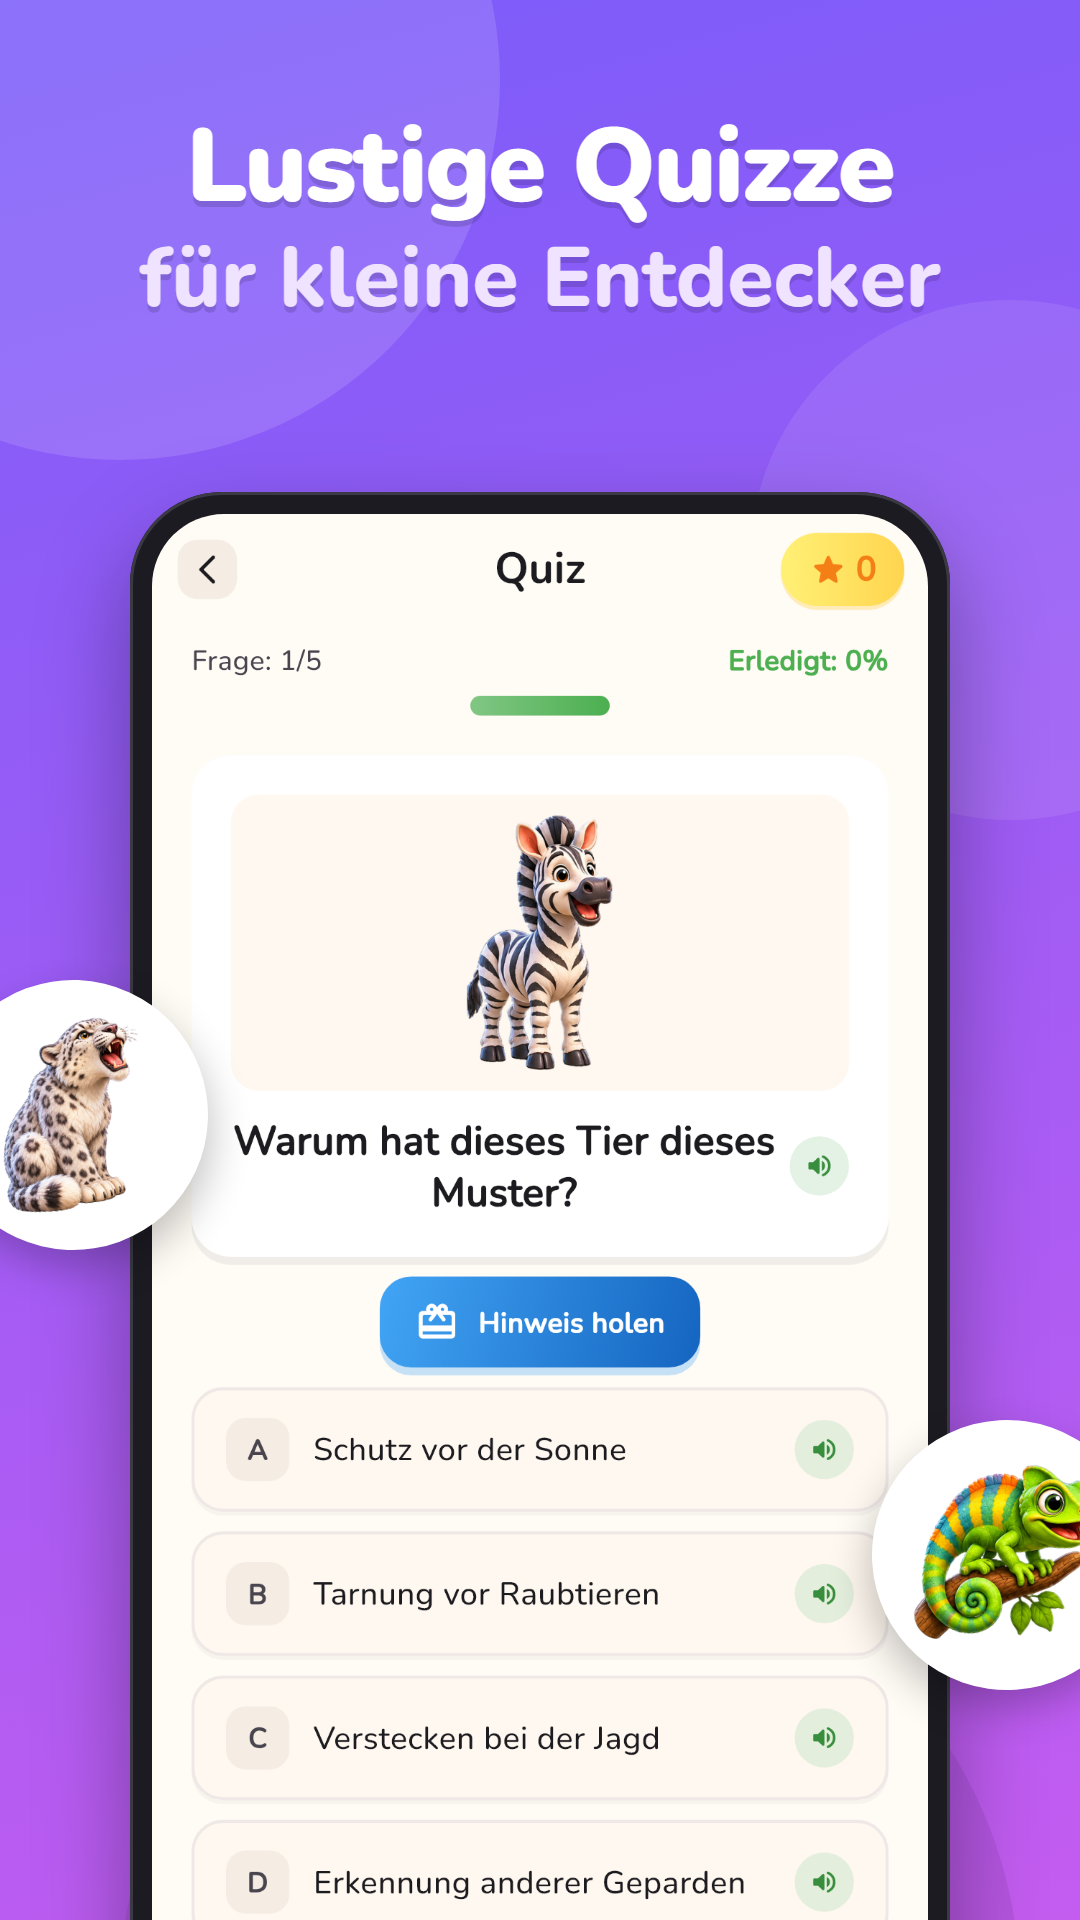 Lustige Quizze
für kleine Entdecker
Quiz
0
Frage: 1/5
Erledigt: 0%
Warum hat dieses Tier dieses
Muster?
Hinweis holen
A
Schutz vor der Sonne
B
Tarnung vor Raubtieren
C
Verstecken bei der Jagd
D
Erkennung anderer Geparden